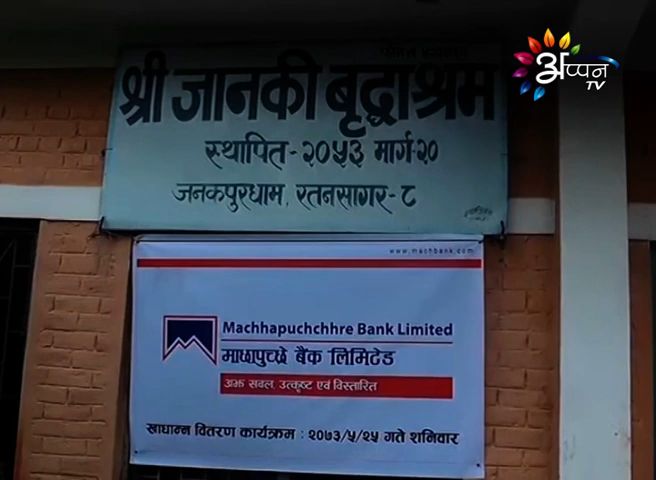 अप्पन
TV
श्री जानकी बृद्धाश्रम
स्थापित - २०५३ मार्ग-२०
जनकपुरधाम, रतनसागर - ८
www.machbank.com
Machhapuchchhre Bank Limited
माछापुच्छ्रे बैंक लिमिटेड
अझ सबल, उत्कृष्ट एवं विस्तारित
खाधान्न वितरण कार्यक्रम : २०७३/५/२५ गते शनिवार